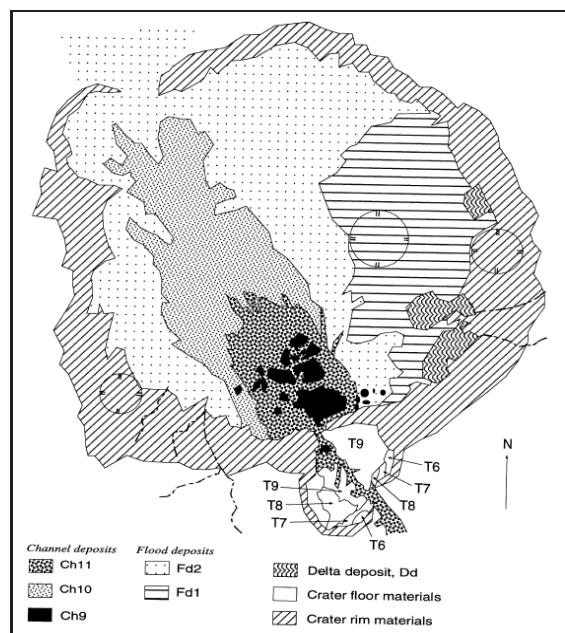 N
T9
T6
T7
T8
T9
T8
T7
T6
Channel deposits
Ch11
Ch10
Ch9
Flood deposits
Fd2
Fd1
Delta deposit, Dd
Crater floor materials
Crater rim materials